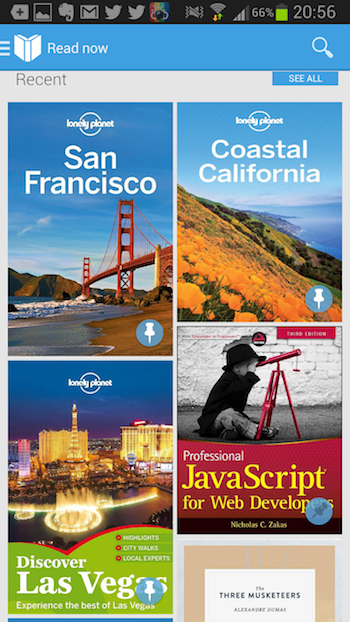 66% 20:56
Read now
Recent
SEE ALL
lonely planet
San
Francisco
lonely planet
Coastal
California
lonely planet
HIGHLIGHTS
CITY WALKS
LOCAL EXPERTS
Discover
Las Vegas
Experience the best of Las Vegas
THIRD EDITION
Professional
JavaScript
for Web Developers
Nicholas C. Zakas
The
THREE MUSKETEERS
ALEXANDRE DUMAS